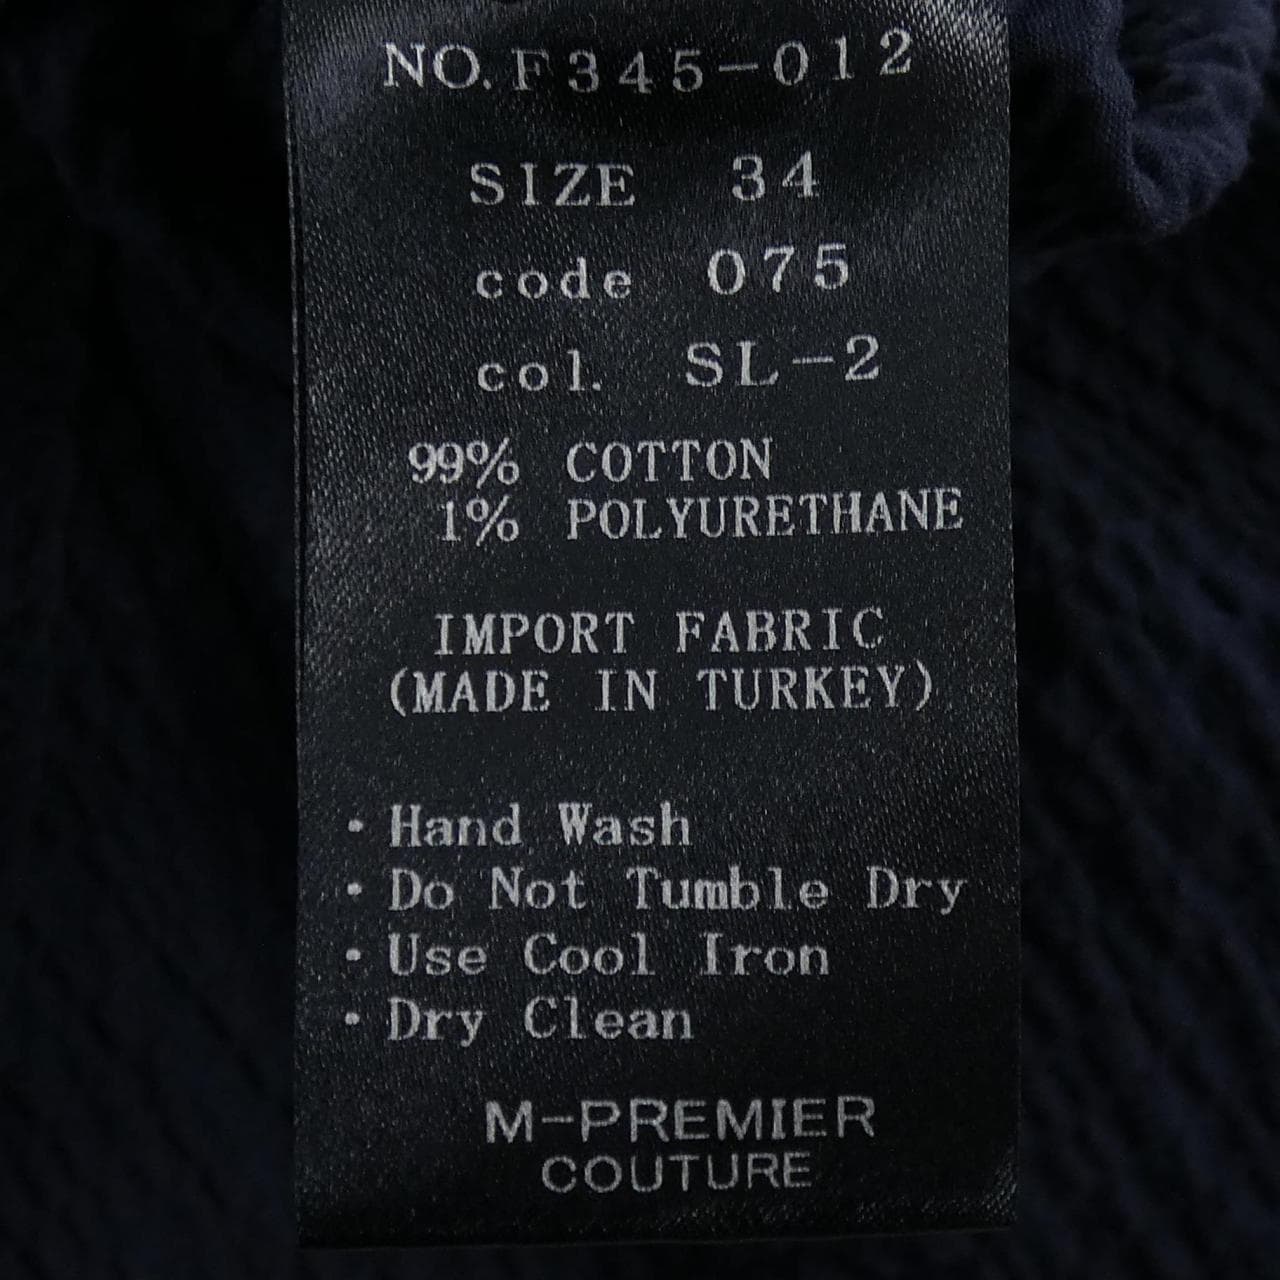 NO.F345-012
SIZE 34
code 075
col. SL-2
99% COTTON
1% POLYURETHANE
IMPORT FABRIC
(MADE IN TURKEY)
・Hand Wash
・Do Not Tumble Dry
・Use Cool Iron
・Dry Clean
M-PREMIER
COUTURE